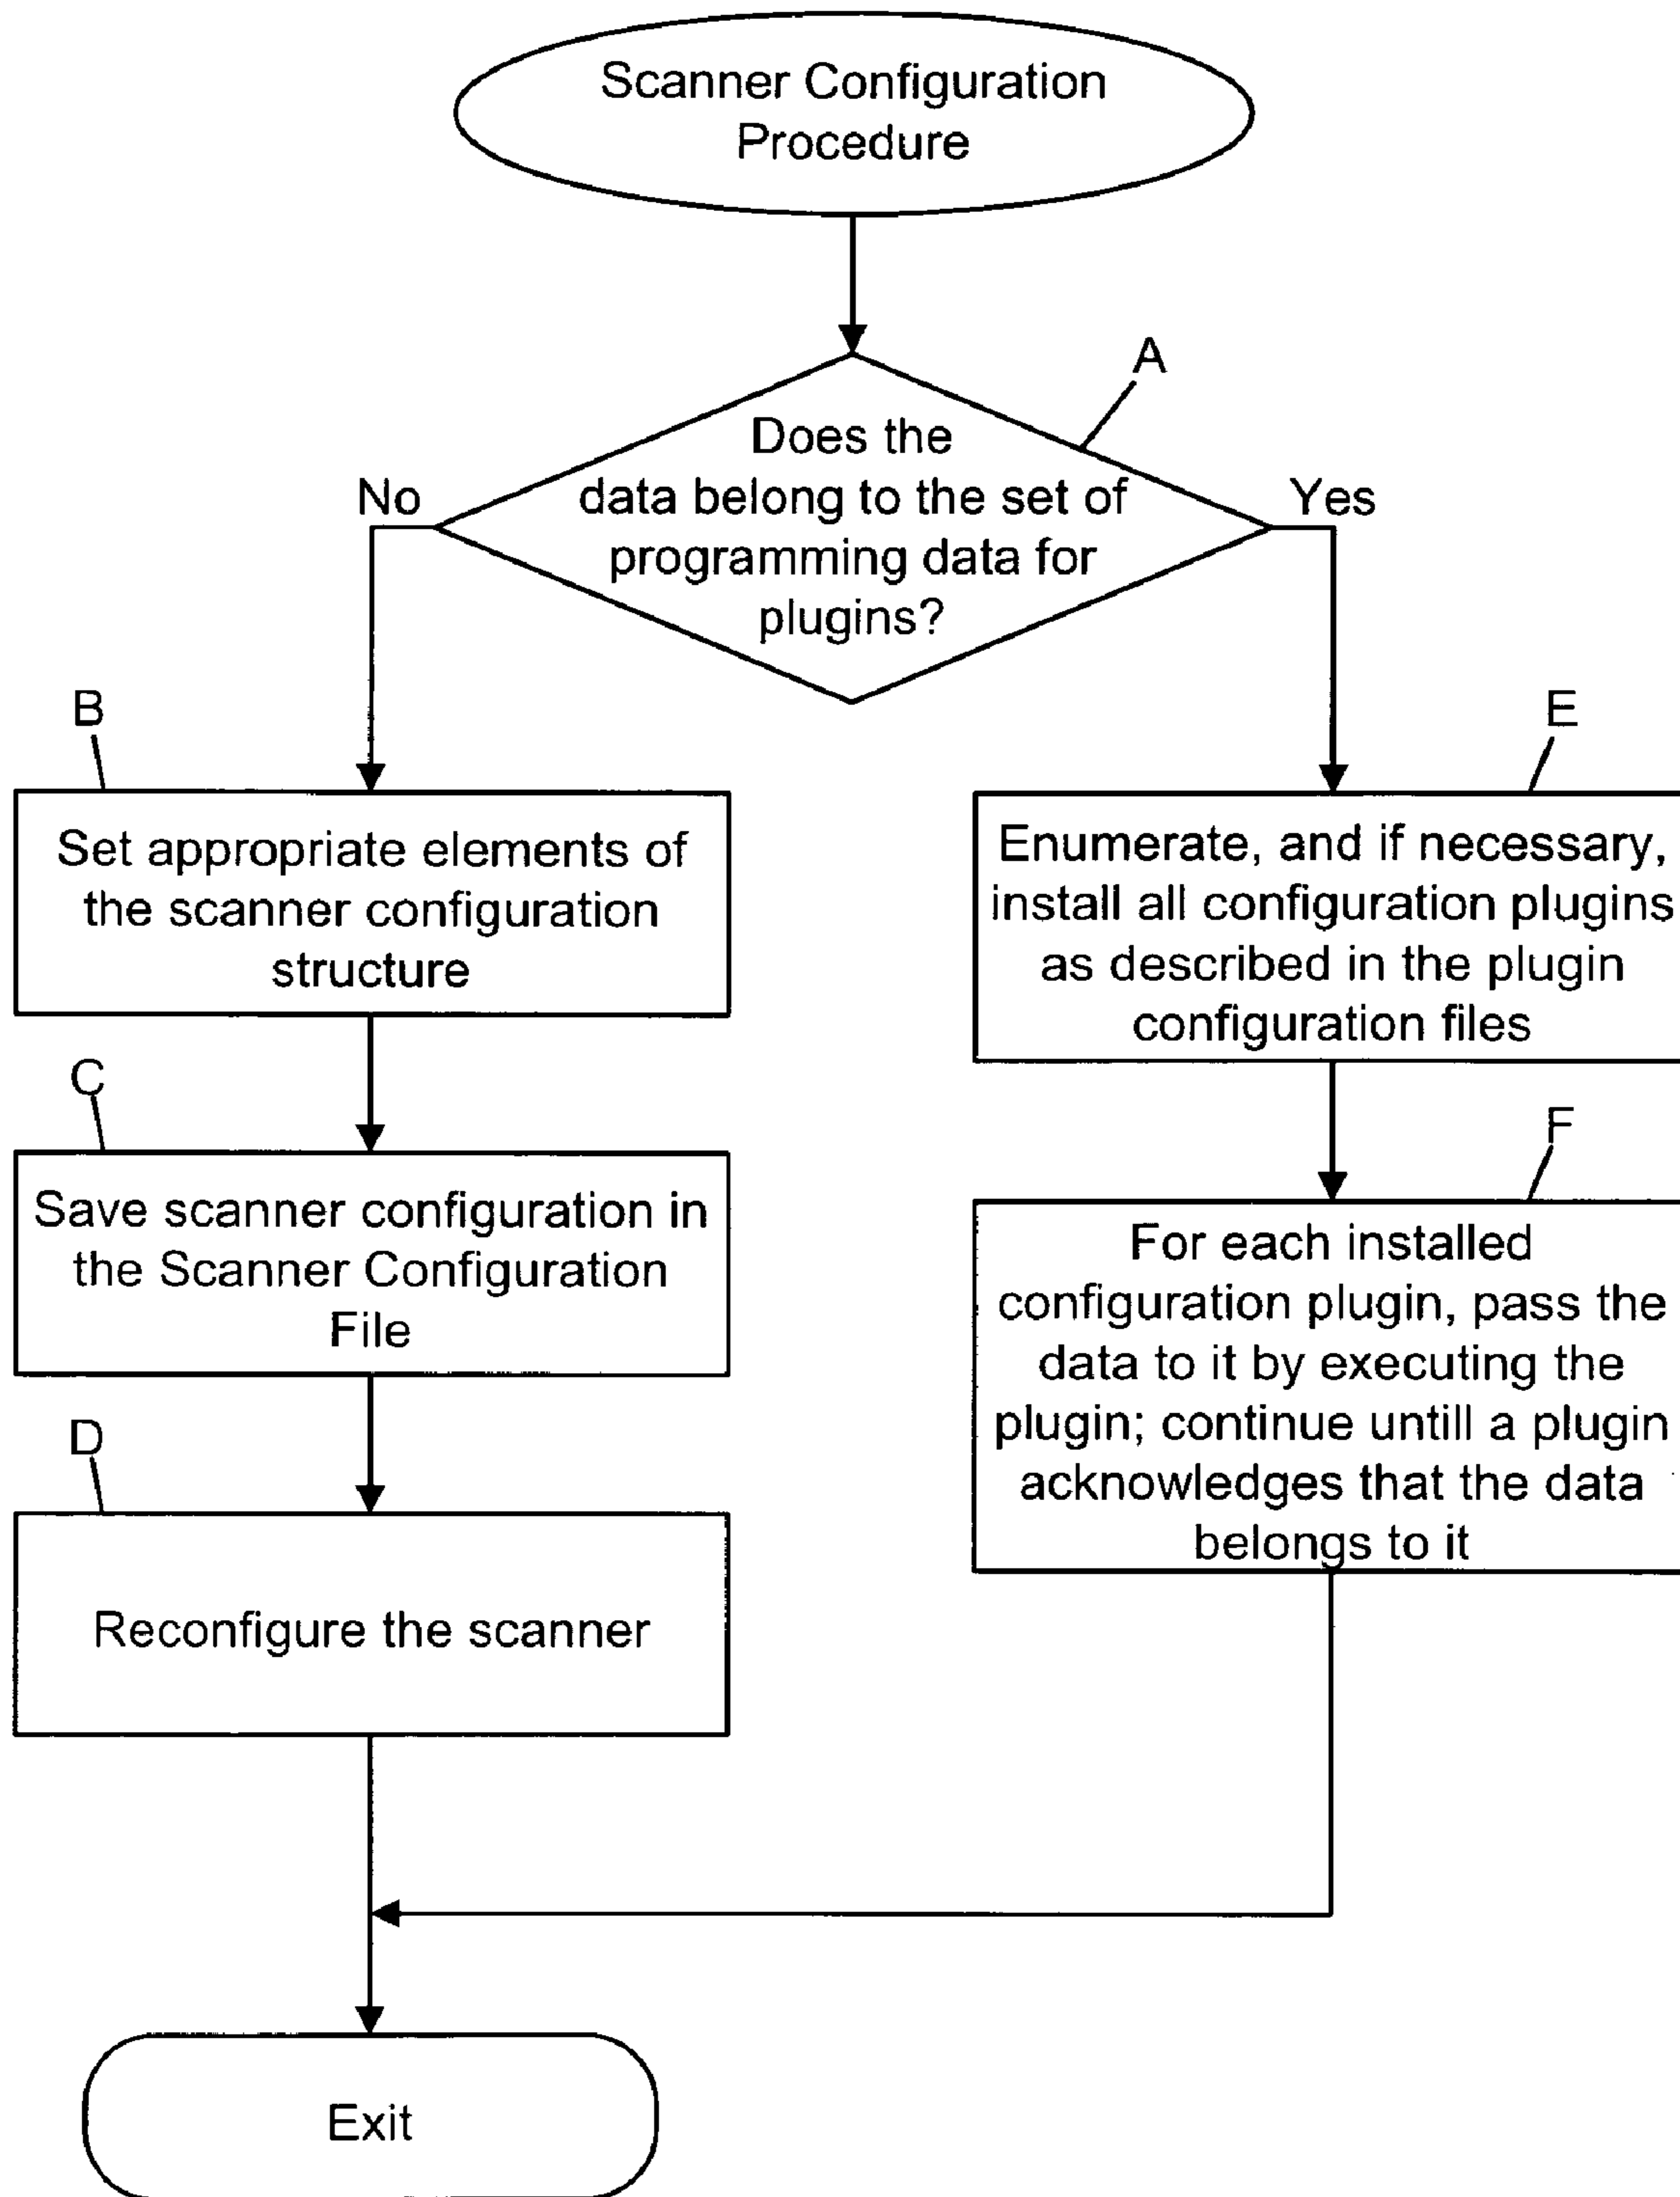 Scanner Configuration
Procedure
A
Does the
data belong to the set of
programming data for
plugins?
No
Yes
B
Set appropriate elements of
the scanner configuration
structure
C
Save scanner configuration in
the Scanner Configuration
File
D
Reconfigure the scanner
E
Enumerate, and if necessary,
install all configuration plugins
as described in the plugin
configuration files
F
For each installed
configuration plugin, pass the
data to it by executing the
plugin; continue untill a plugin
acknowledges that the data
belongs to it
Exit